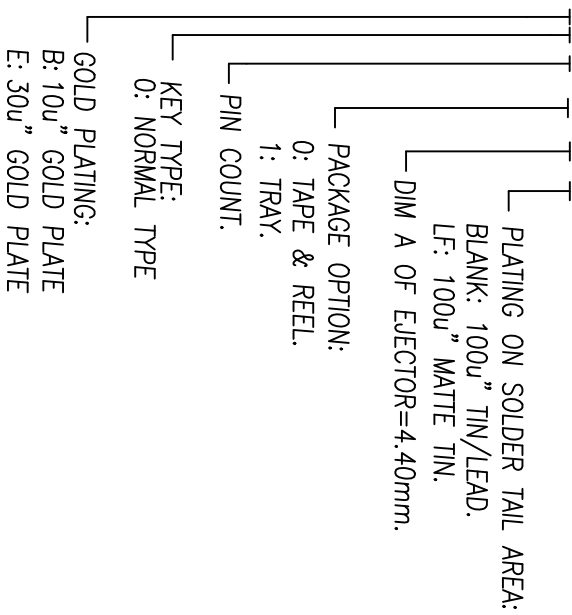 PLATING ON SOLDER TAIL AREA:
BLANK: 100u" TIN/LEAD.
LF: 100u" MATTE TIN.
DIM A OF EJECTOR=4.40mm.
PACKAGE OPTION:
0: TAPE & REEL.
1: TRAY.
PIN COUNT.
KEY TYPE:
0: NORMAL TYPE
GOLD PLATING:
B: 10u" GOLD PLATE
E: 30u" GOLD PLATE